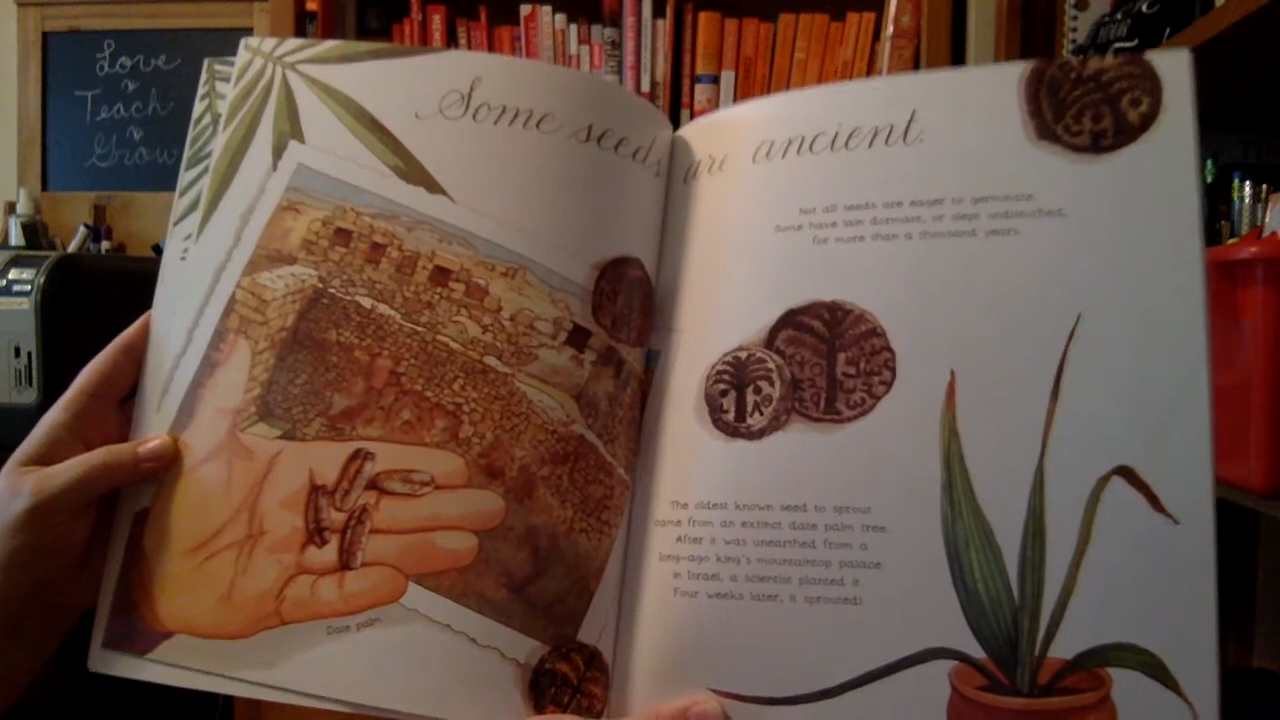 Love
Teach
Grow
Some seeds are ancient.
Not all seeds are eager to germinate.
Some have lain dormant, or slept undisturbed,
for more than a thousand years.
The oldest known seed to sprout
came from an extinct date palm tree.
After it was unearthed from a
long-ago king's mountaintop palace
in Israel, a scientist planted it.
Four weeks later, it sprouted!
Date palm